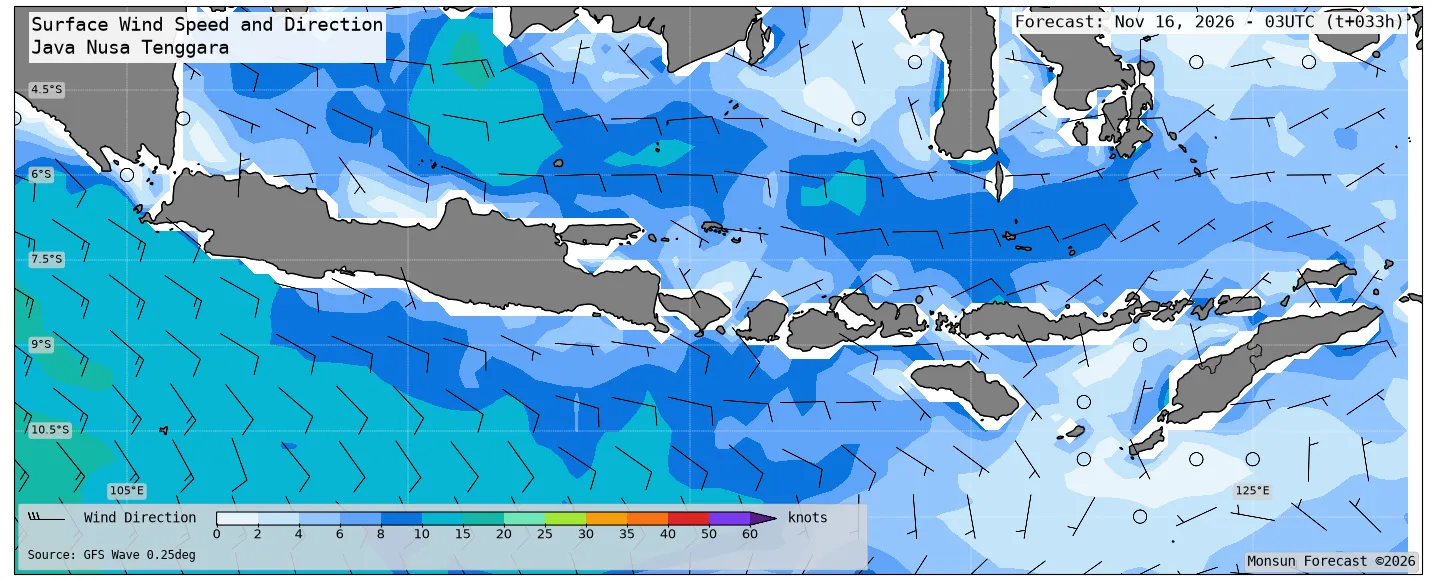 Surface Wind Speed and Direction
Java Nusa Tenggara
Forecast: Nov 16, 2026 - 03UTC (t+033h)
4.5°S
6°S
7.5°S
9°S
10.5°S
105°E
125°E
Wind Direction
0 2 4 6 8 10 15 20 25 30 35 40 50 60
knots
Source: GFS Wave 0.25deg
Monsun Forecast ©2026